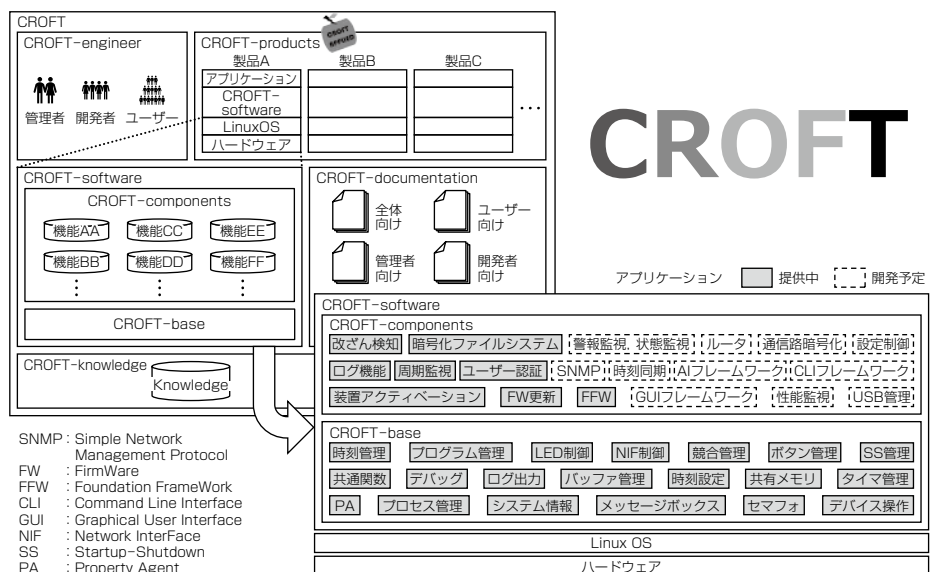 CROFT
CROFT-engineer
管理者 開発者 ユーザー
CROFT-products
CROFT
製品A 製品B 製品C
アプリケーション
CROFT-
software
LinuxOS
ハードウェア
…
CROFT
CROFT-software
CROFT-components
機能AA 機能CC 機能EE
機能BB 機能DD 機能FF
CROFT-base
CROFT-documentation
全体
向け
ユーザー
向け
管理者
向け
開発者
向け
CROFT-knowledge
Knowledge
アプリケーション 提供中 開発予定
CROFT-software
CROFT-components
改ざん検知 暗号化ファイルシステム 警報監視, 状態監視 ルータ 通信路暗号化 設定制御
ログ機能 周期監視 ユーザー認証 SNMP 時刻同期 AIフレームワーク CLIフレームワーク
装置アクティベーション FW更新 FFW GUIフレームワーク 性能監視 USB管理
CROFT-base
時刻管理 プログラム管理 LED制御 NIF制御 競合管理 ボタン管理 SS管理
共通関数 デバッグ ログ出力 バッファ管理 時刻設定 共有メモリ タイマ管理
PA プロセス管理 システム情報 メッセージボックス セマフォ デバイス操作
Linux OS
ハードウェア
SNMP : Simple Network
Management Protocol
FW : FirmWare
FFW : Foundation FrameWork
CLI : Command Line Interface
GUI : Graphical User Interface
NIF : Network InterFace
SS : Startup-Shutdown
PA : Property Agent